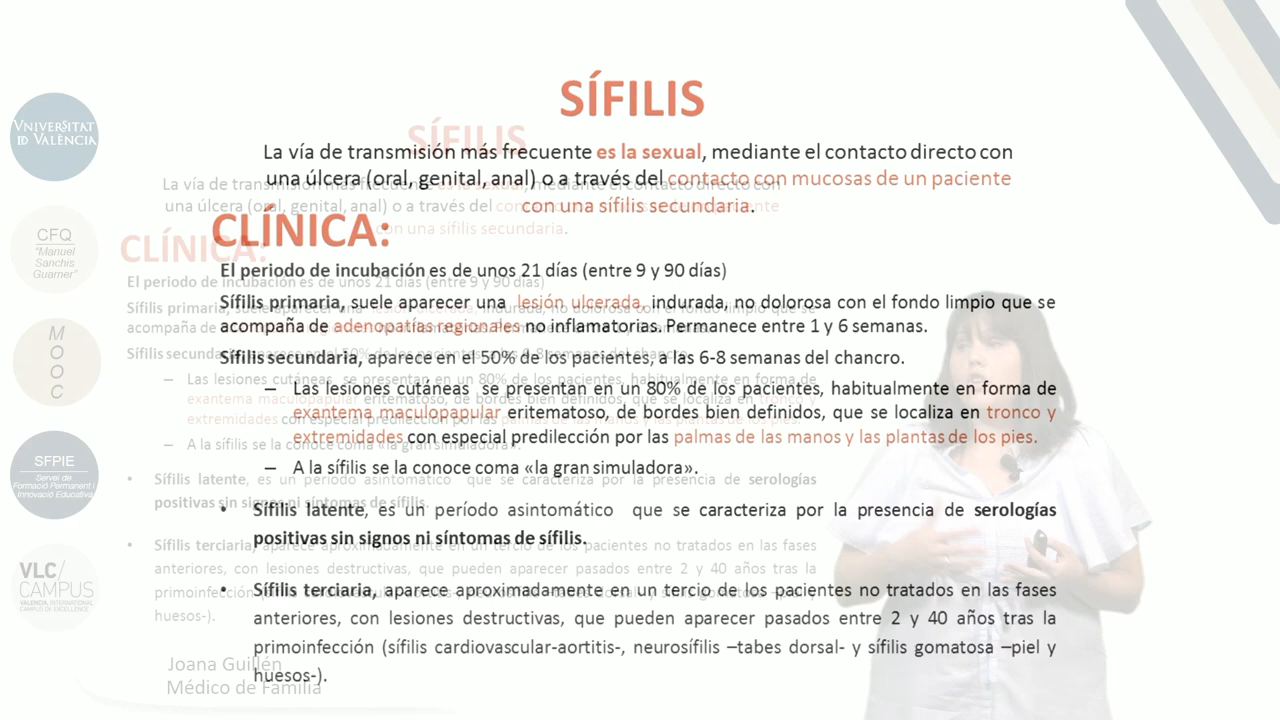 SÍFILIS
La vía de transmisión más frecuente es la sexual, mediante el contacto directo con
una úlcera (oral, genital, anal) o a través del contacto con mucosas de un paciente
con una sífilis secundaria.
CLÍNICA:
El periodo de incubación es de unos 21 días (entre 9 y 90 días)
Sífilis primaria, suele aparecer una lesión ulcerada, indurada, no dolorosa con el fondo limpio que se
acompaña de adenopatías regionales no inflamatorias. Permanece entre 1 y 6 semanas.
Sífilis secundaria, aparece en el 50% de los pacientes, a las 6-8 semanas del chancro.
– Las lesiones cutáneas se presentan en un 80% de los pacientes, habitualmente en forma de
exantema maculopapular eritematoso, de bordes bien definidos, que se localiza en tronco y
extremidades con especial predilección por las palmas de las manos y las plantas de los pies.
– A la sífilis se la conoce coma «la gran simuladora».
• Sífilis latente, es un período asintomático que se caracteriza por la presencia de serologías
positivas sin signos ni síntomas de sífilis.
• Sífilis terciaria, aparece aproximadamente en un tercio de los pacientes no tratados en las fases
anteriores, con lesiones destructivas, que pueden aparecer pasados entre 2 y 40 años tras la
primoinfección (sífilis cardiovascular-aortitis-, neurosífilis –tabes dorsal- y sífilis gomatosa –piel y
huesos-).
VNIVERSITAT
ID VALÈNCIA
CFQ
"Manuel
Sanchis
Guarner"
M
O
O
C
SFPIE
Servei de
Formació Permanent i
Innovació Educativa
VLC/
CAMPUS
VALENCIA, INTERNATIONAL
CAMPUS OF EXCELLENCE
Joana Guillén
Médico de Familia